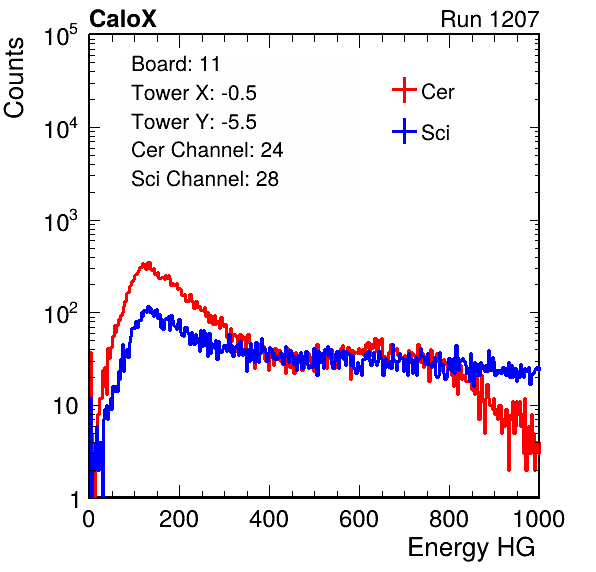 CaloX Run 1207
Counts
10^5
10^4
10^3
10^2
10
1
Board: 11
Tower X: -0.5
Tower Y: -5.5
Cer Channel: 24
Sci Channel: 28
Cer
Sci
0 200 400 600 800 1000
Energy HG